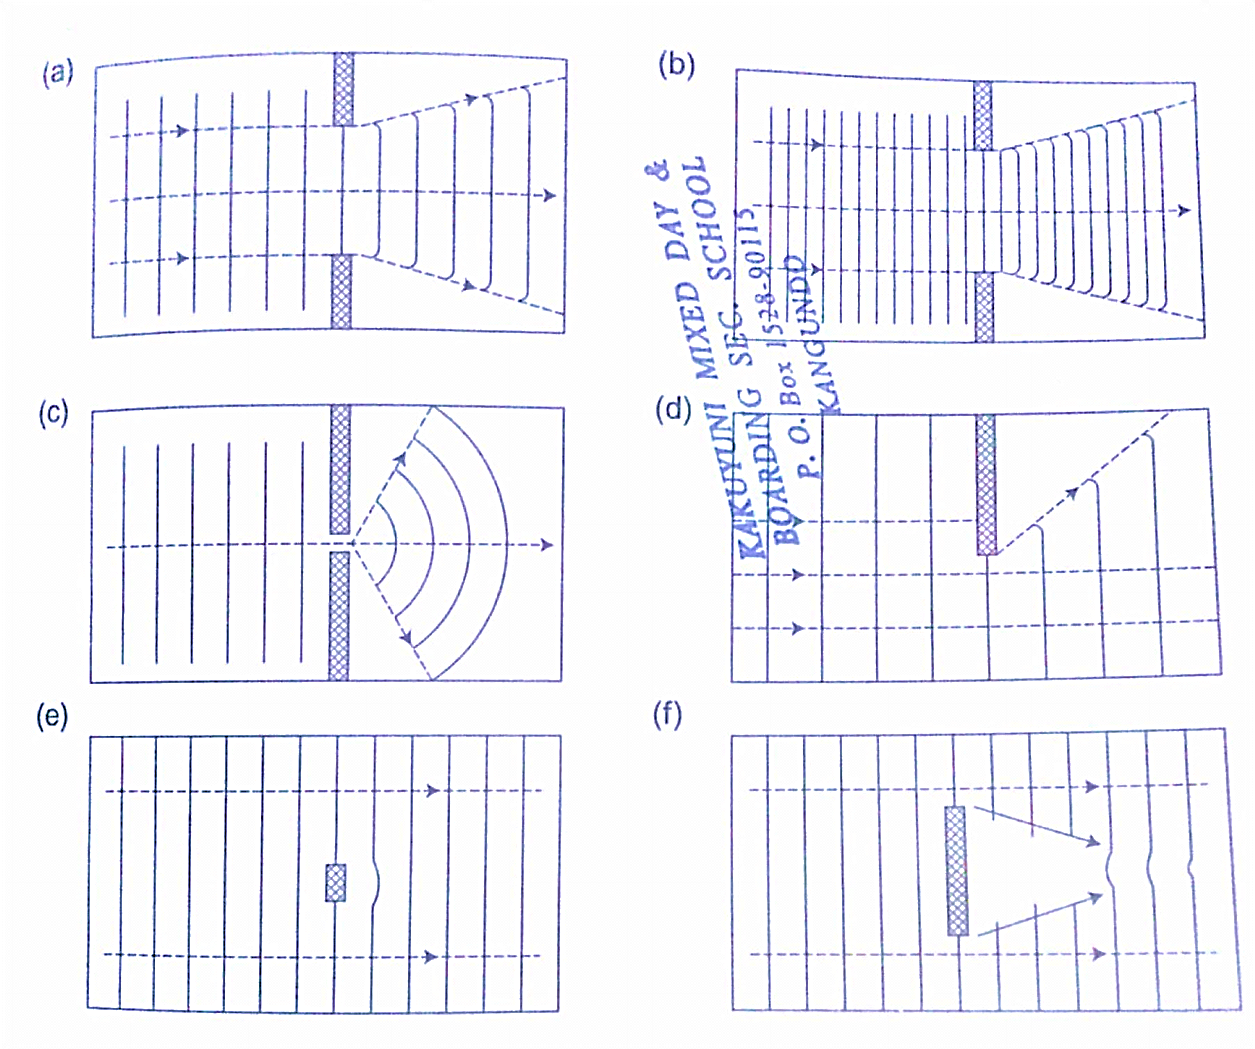 (a)
(b)
KAKUYUNI MIXED DAY &
BOARDING SEC. SCHOOL
P. O. Box 1528-90115
KANGUNDO
(c)
(d)
(e)
(f)